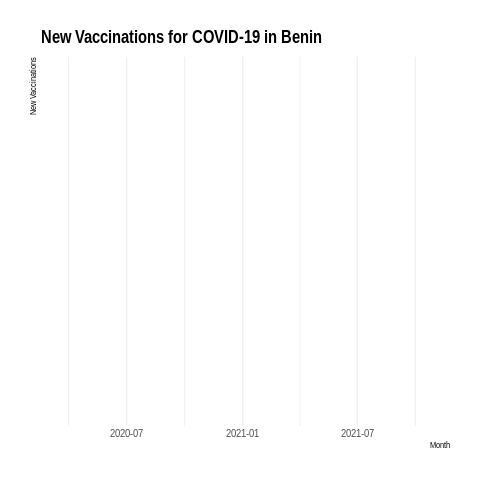 New Vaccinations for COVID-19 in Benin
New Vaccinations
2020-07
2021-01
2021-07
Month